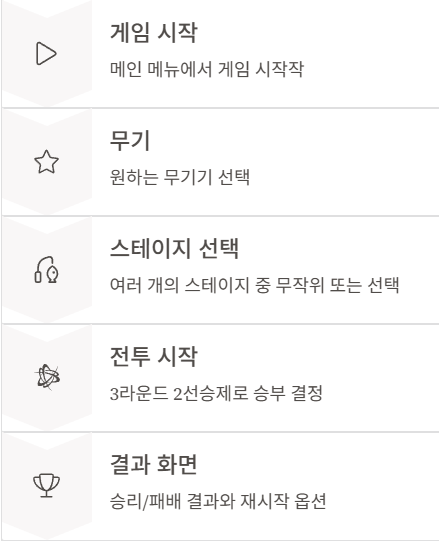 게임 시작
메인 메뉴에서 게임 시작작
무기
원하는 무기기 선택
스테이지 선택
여러 개의 스테이지 중 무작위 또는 선택
전투 시작
3라운드 2선승제로 승부 결정
결과 화면
승리/패배 결과와 재시작 옵션